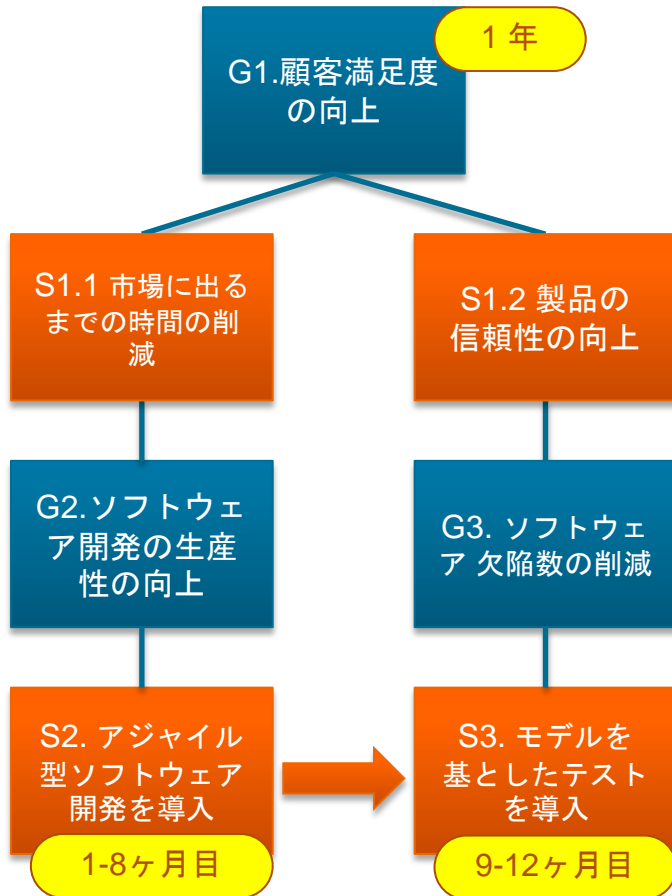 1 年
G1.顧客満足度
の向上
S1.1 市場に出る
までの時間の削
減
S1.2 製品の
信頼性の向上
G2.ソフトウェ
ア開発の生産
性の向上
G3. ソフトウェ
ア 欠陥数の削減
S2. アジャイル
型ソフトウェア
開発を導入
1-8ヶ月目
S3. モデルを
基としたテスト
を導入
9-12ヶ月目